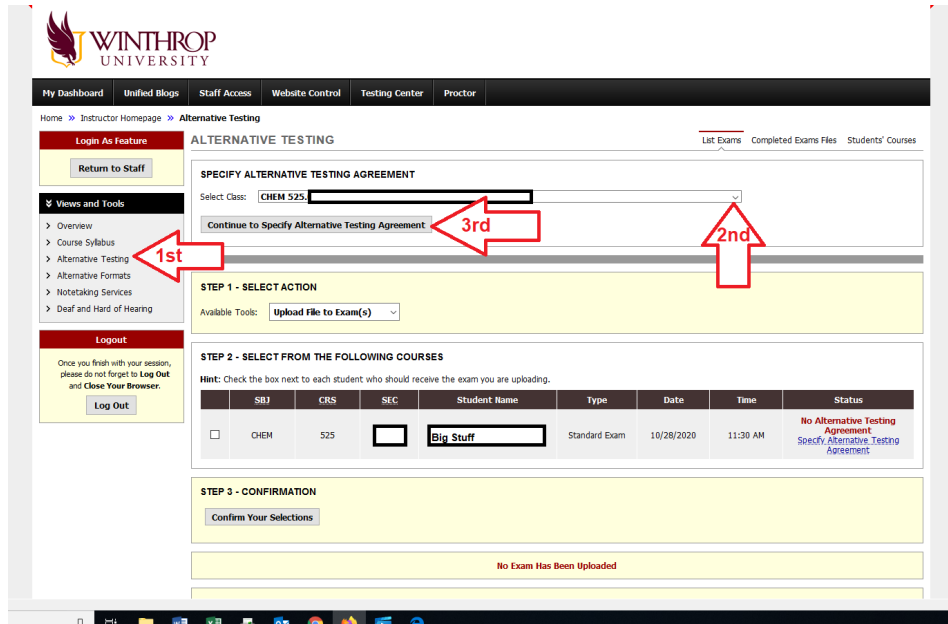 WINTHROP
UNIVERSITY
My Dashboard Unified Blogs Staff Access Website Control Testing Center Proctor
Home » Instructor Homepage » Alternative Testing
Login As Feature
Return to Staff
Views and Tools
Overview
Course Syllabus
Alternative Testing
1st
Alternative Formats
Notetaking Services
Deaf and Hard of Hearing
Logout
Once you finish with your session,
please do not forget to Log Out
and Close Your Browser.
Log Out
ALTERNATIVE TESTING
List Exams Completed Exams Files Students' Courses
SPECIFY ALTERNATIVE TESTING AGREEMENT
Select Class: CHEM 525.
Continue to Specify Alternative Testing Agreement
3rd
2nd
STEP 1 - SELECT ACTION
Available Tools: Upload File to Exam(s)
STEP 2 - SELECT FROM THE FOLLOWING COURSES
Hint: Check the box next to each student who should receive the exam you are uploading.
SBJ CRS SEC Student Name Type Date Time Status
CHEM 525 Big Stuff Standard Exam 10/28/2020 11:30 AM
No Alternative Testing
Agreement
Specify Alternative Testing
Agreement
STEP 3 - CONFIRMATION
Confirm Your Selections
No Exam Has Been Uploaded